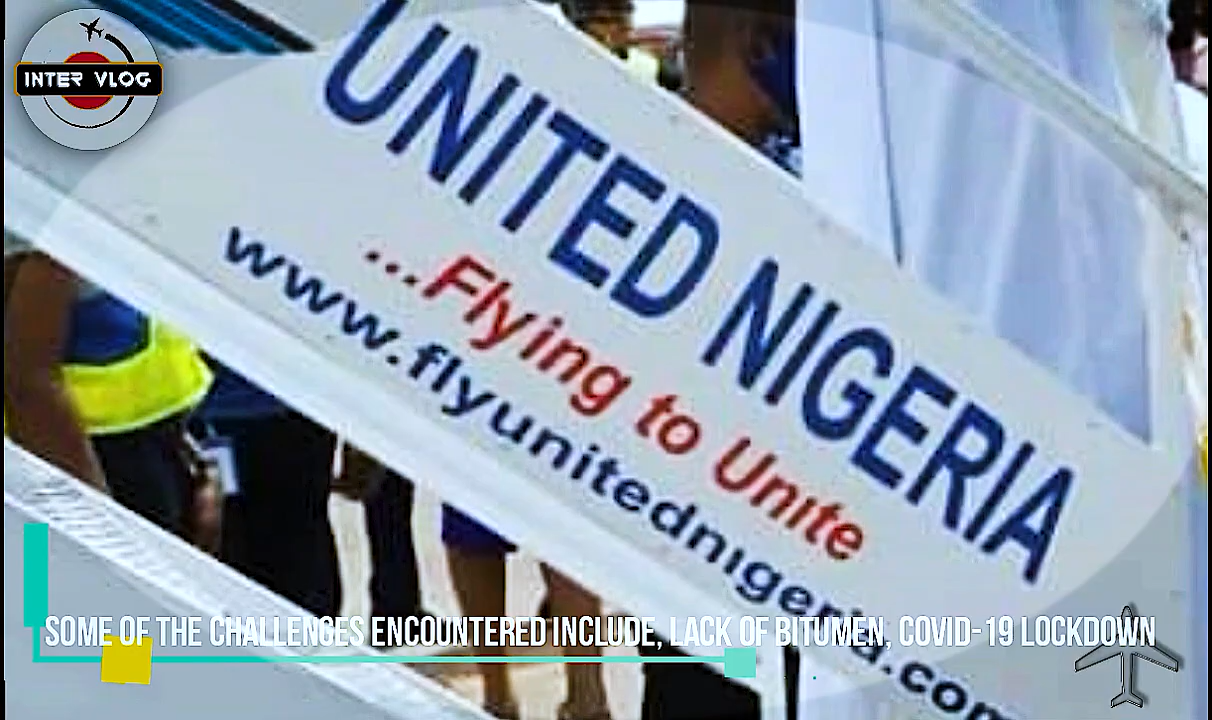 INTER VLOG
UNITED NIGERIA
...Flying to Unite
www.flyunitednigeria.com
SOME OF THE CHALLENGES ENCOUNTERED INCLUDE, LACK OF BITUMEN, COVID-19 LOCKDOWN